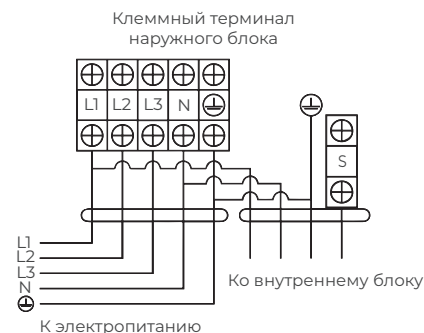 Клеммный терминал
наружного блока
L1 L2 L3 N
S
L1
L2
L3
N
Ко внутреннему блоку
К электропитанию